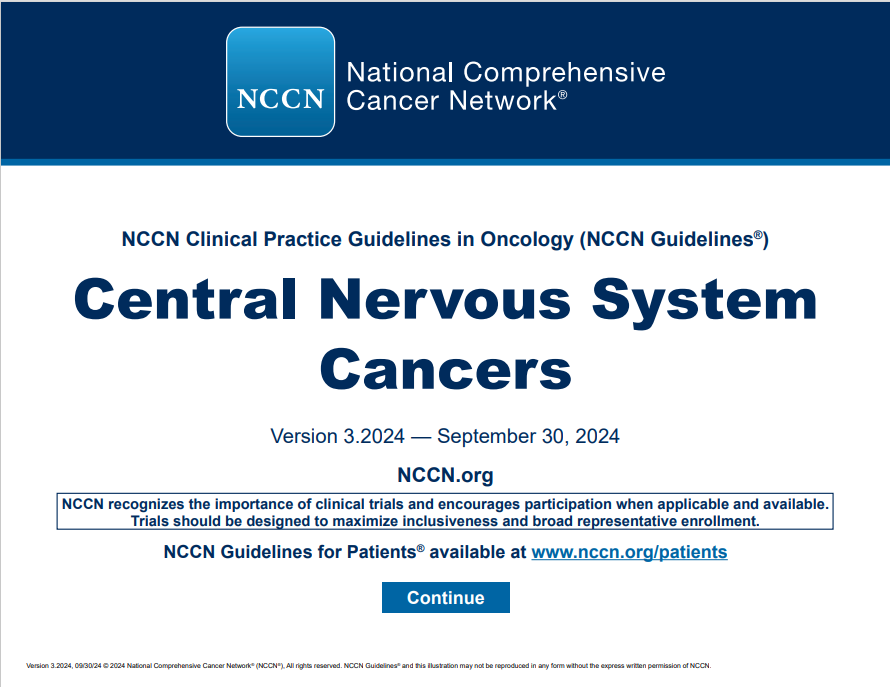 NCCN
National Comprehensive
Cancer Network®
NCCN Clinical Practice Guidelines in Oncology (NCCN Guidelines®)
Central Nervous System
Cancers
Version 3.2024 — September 30, 2024
NCCN.org
NCCN recognizes the importance of clinical trials and encourages participation when applicable and available.
Trials should be designed to maximize inclusiveness and broad representative enrollment.
NCCN Guidelines for Patients® available at www.nccn.org/patients
Continue
Version 3.2024, 09/30/24 © 2024 National Comprehensive Cancer Network® (NCCN®), All rights reserved. NCCN Guidelines® and this illustration may not be reproduced in any form without the express written permission of NCCN.